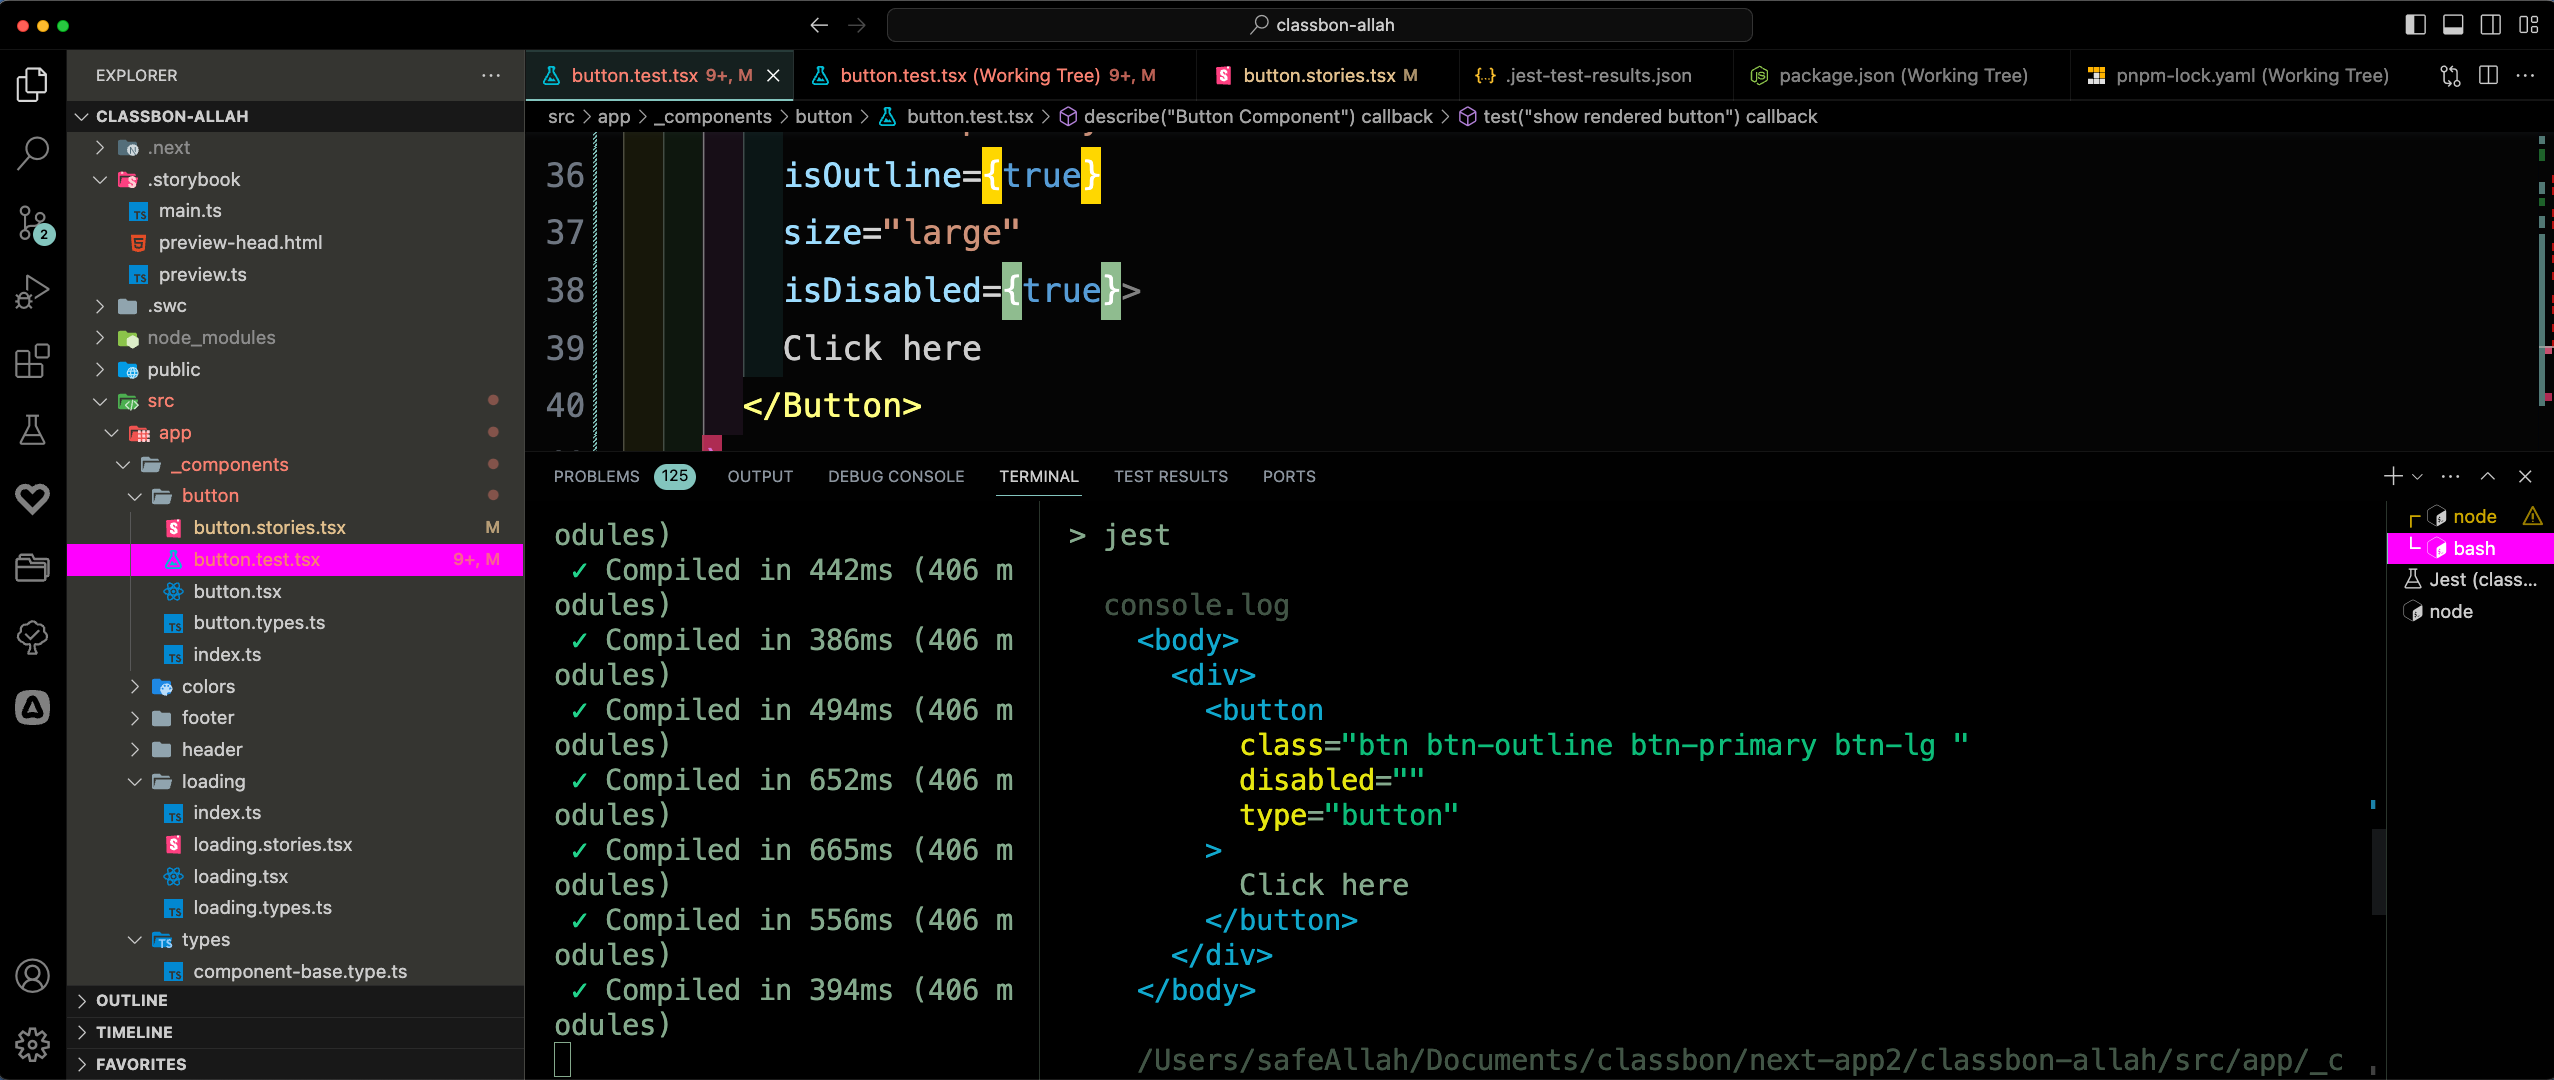 classbon-allah
EXPLORER
CLASSBON-ALLAH
.next
.storybook
main.ts
preview-head.html
preview.ts
.swc
node_modules
public
src
app
_components
button
button.stories.tsx M
button.test.tsx 9+, M
button.tsx
button.types.ts
index.ts
colors
footer
header
loading
index.ts
loading.stories.tsx
loading.tsx
loading.types.ts
types
component-base.type.ts
OUTLINE
TIMELINE
FAVORITES
2
button.test.tsx 9+, M
button.test.tsx (Working Tree) 9+, M
button.stories.tsx M
.jest-test-results.json
package.json (Working Tree)
pnpm-lock.yaml (Working Tree)
src > app > _components > button > button.test.tsx > describe("Button Component") callback > test("show rendered button") callback
36 isOutline={true}
37 size="large"
38 isDisabled={true}>
39 Click here
40 </Button>
PROBLEMS 125 OUTPUT DEBUG CONSOLE TERMINAL TEST RESULTS PORTS
odules)
✓ Compiled in 442ms (406 m
odules)
✓ Compiled in 386ms (406 m
odules)
✓ Compiled in 494ms (406 m
odules)
✓ Compiled in 652ms (406 m
odules)
✓ Compiled in 665ms (406 m
odules)
✓ Compiled in 556ms (406 m
odules)
✓ Compiled in 394ms (406 m
odules)
> jest
console.log
<body>
<div>
<button
class="btn btn-outline btn-primary btn-lg "
disabled=""
type="button"
>
Click here
</button>
</div>
</body>
/Users/safeAllah/Documents/classbon/next-app2/classbon-allah/src/app/_c
node
bash
Jest (class...
node